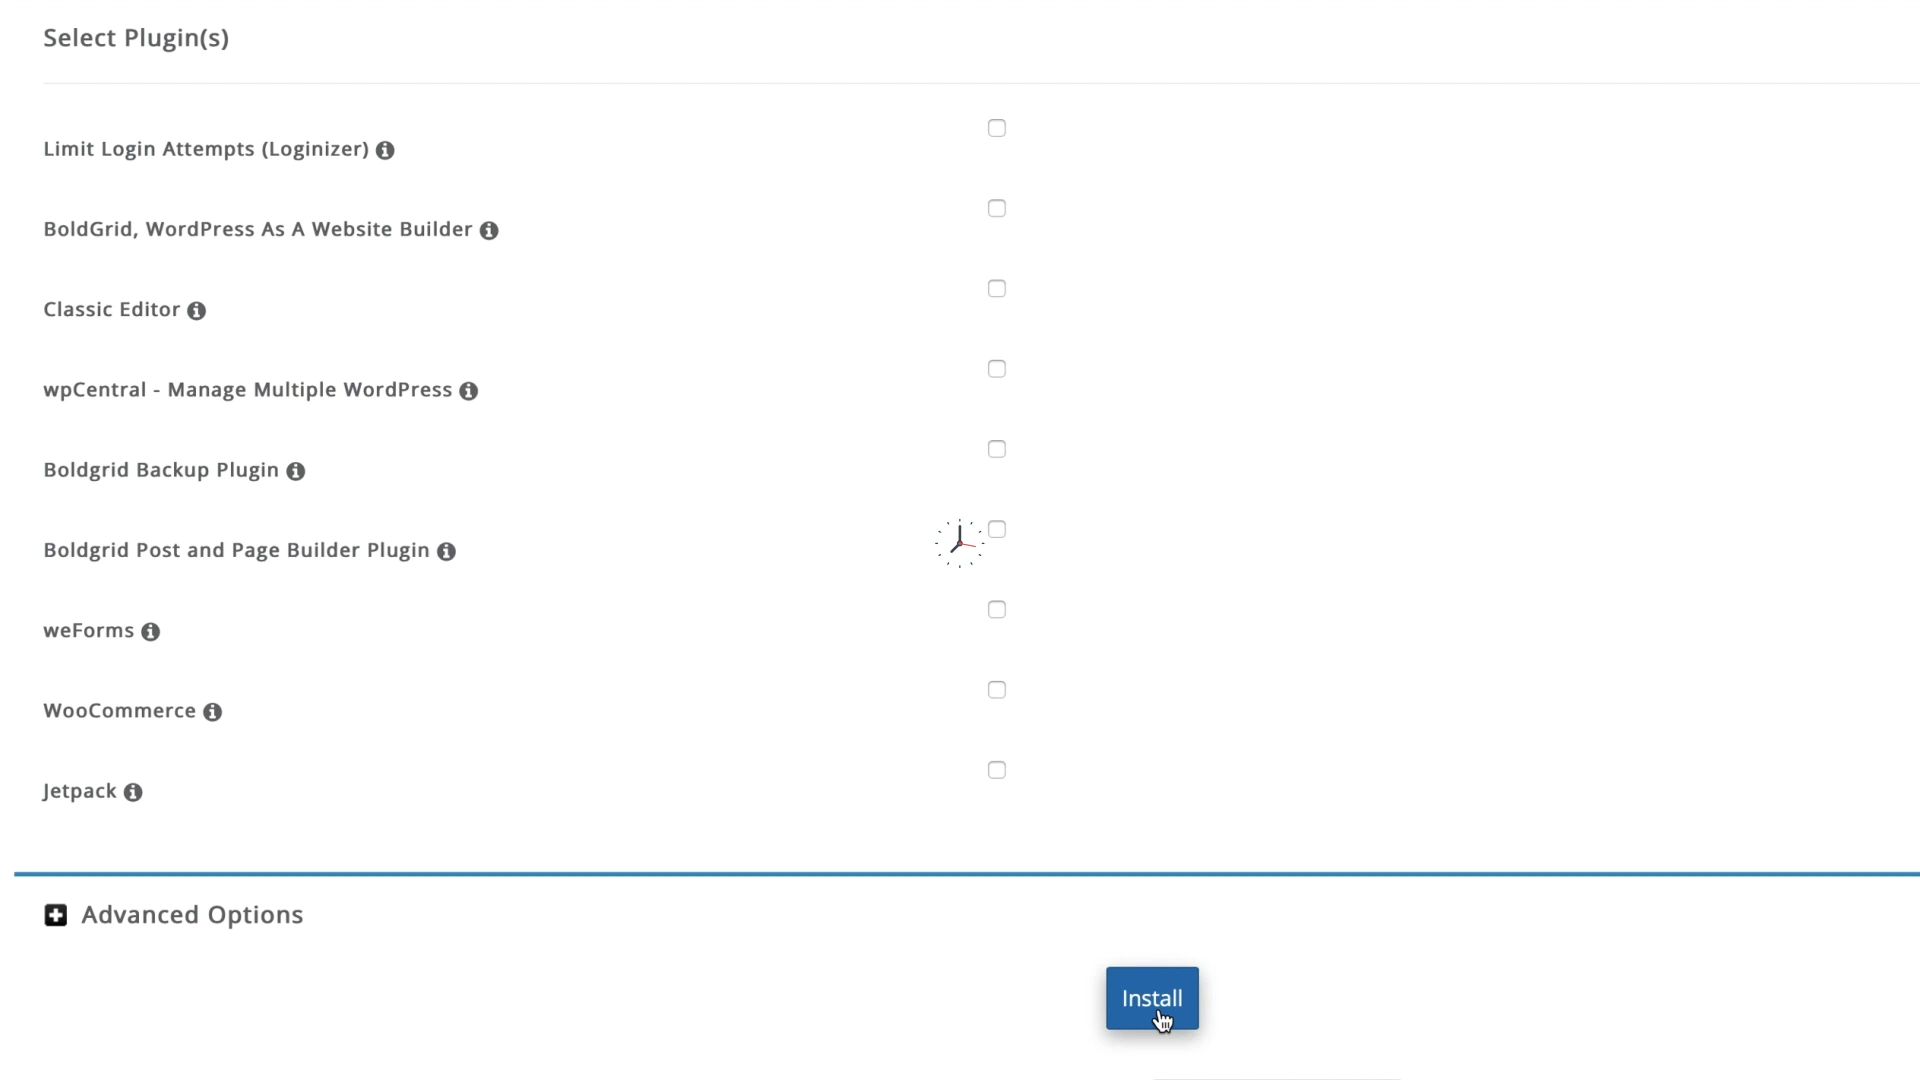 Select Plugin(s)
Limit Login Attempts (Loginizer)
BoldGrid, WordPress As A Website Builder
Classic Editor
wpCentral - Manage Multiple WordPress
Boldgrid Backup Plugin
Boldgrid Post and Page Builder Plugin
weForms
WooCommerce
Jetpack
Advanced Options
Install